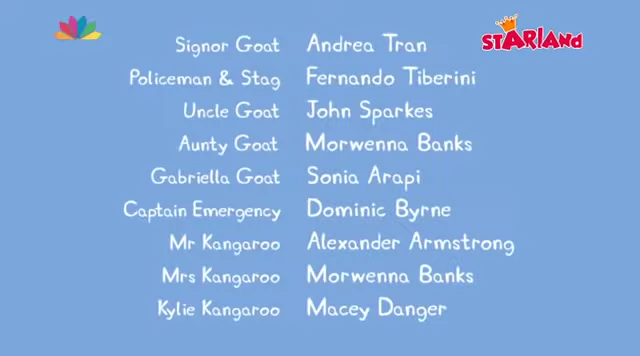 STARLAND
Signor Goat Andrea Tran
Policeman & Stag Fernando Tiberini
Uncle Goat John Sparkes
Aunty Goat Morwenna Banks
Gabriella Goat Sonia Arapi
Captain Emergency Dominic Byrne
Mr Kangaroo Alexander Armstrong
Mrs Kangaroo Morwenna Banks
Kylie Kangaroo Macey Danger